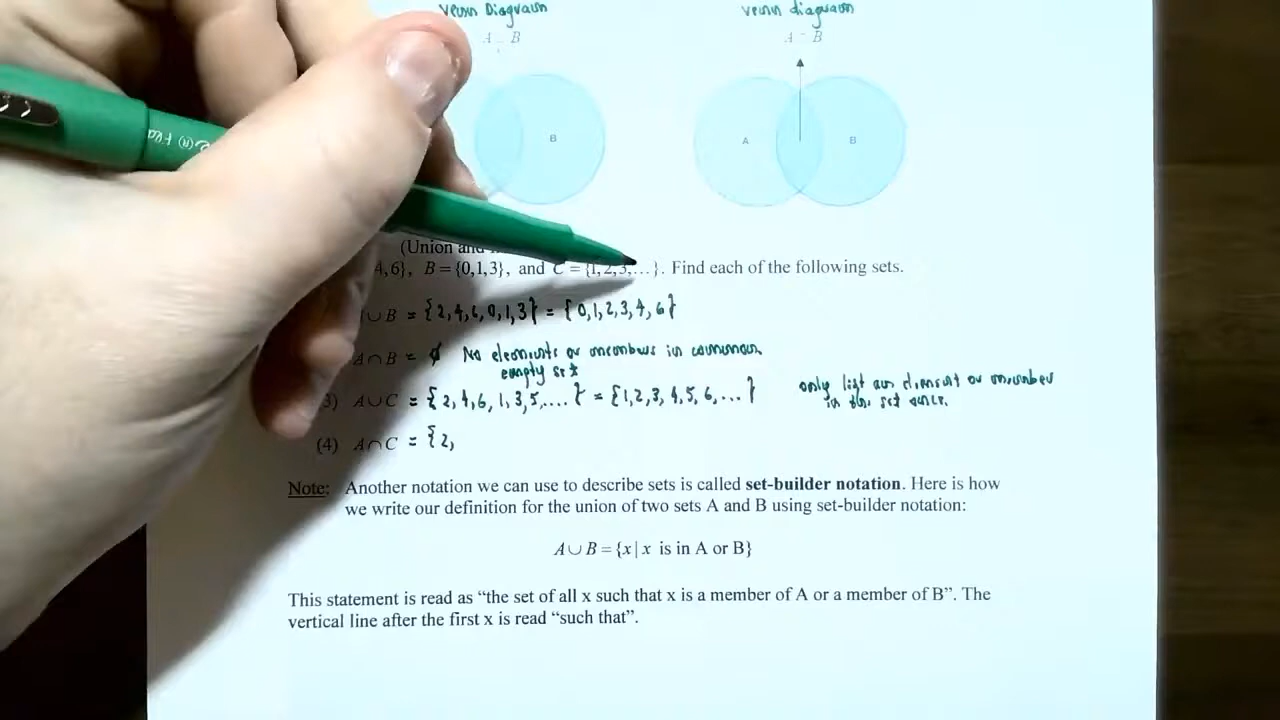 Venn Diagram Venn diagram
A B A B
B A B
(Union and
4,6}, B={0,1,3}, and C={1,2,3,…}. Find each of the following sets.
A∪B = {2,4,6,0,1,3} = {0,1,2,3,4,6}
A∩B = ∅ No elements or members in common
empty set
3) A∪C = {2,4,6,1,3,5,....} = {1,2,3,4,5,6,...} only list an element or member
in the set once.
(4) A∩C = {2,
Note: Another notation we can use to describe sets is called set-builder notation. Here is how
we write our definition for the union of two sets A and B using set-builder notation:
A∪B={x|x is in A or B}
This statement is read as “the set of all x such that x is a member of A or a member of B”. The
vertical line after the first x is read “such that”.